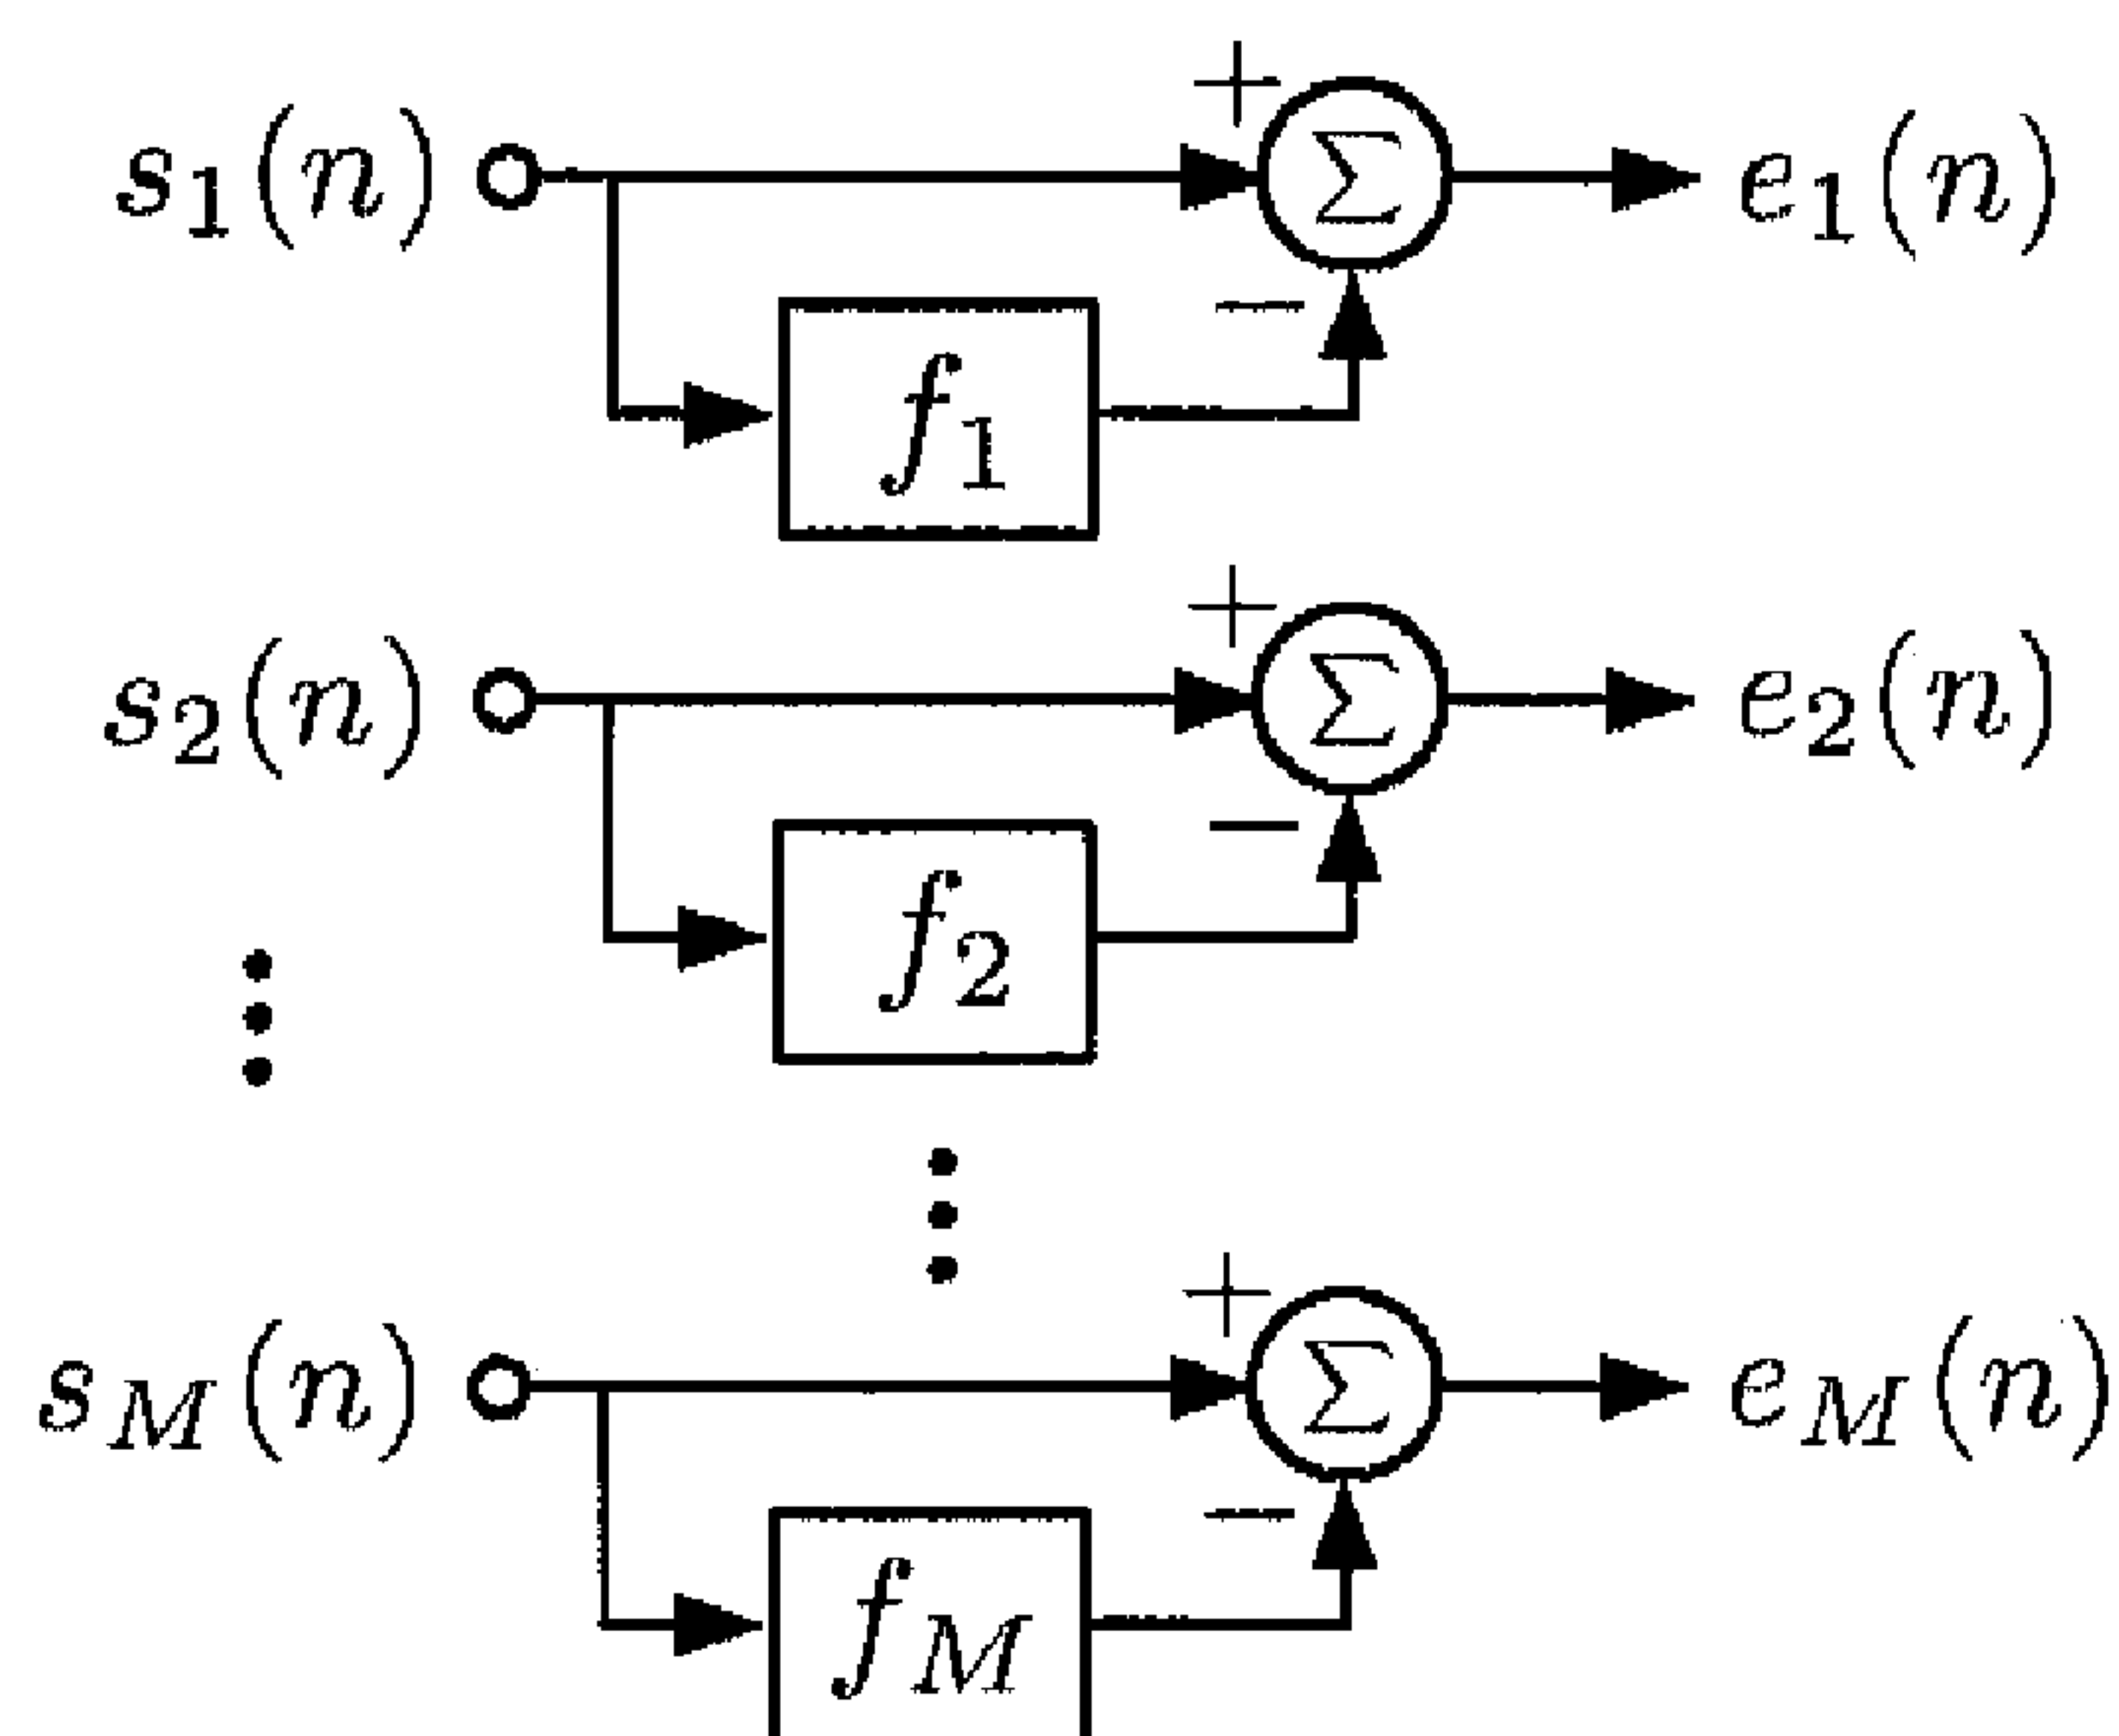 s1(n) + Σ e1(n)
−
f1
s2(n) + Σ e2(n)
−
f2
sM(n) + Σ eM(n)
−
fM